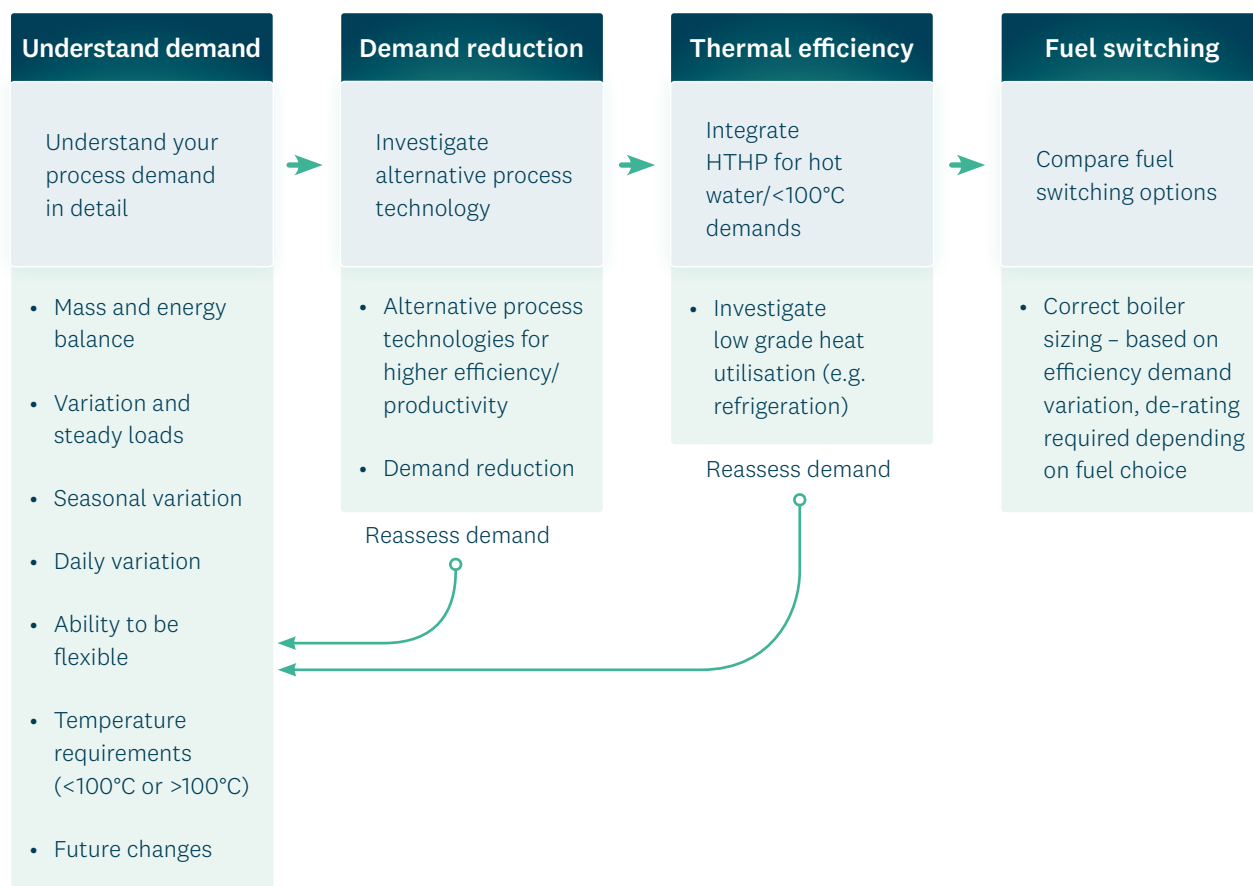 Understand demand
Understand your
process demand
in detail
• Mass and energy
balance
• Variation and
steady loads
• Seasonal variation
• Daily variation
• Ability to be
flexible
• Temperature
requirements
(<100°C or >100°C)
• Future changes
Demand reduction
Investigate
alternative process
technology
• Alternative process
technologies for
higher efficiency/
productivity
• Demand reduction
Reassess demand
Thermal efficiency
Integrate
HTHP for hot
water/<100°C
demands
• Investigate
low grade heat
utilisation (e.g.
refrigeration)
Reassess demand
Fuel switching
Compare fuel
switching options
• Correct boiler
sizing – based on
efficiency demand
variation, de-rating
required depending
on fuel choice